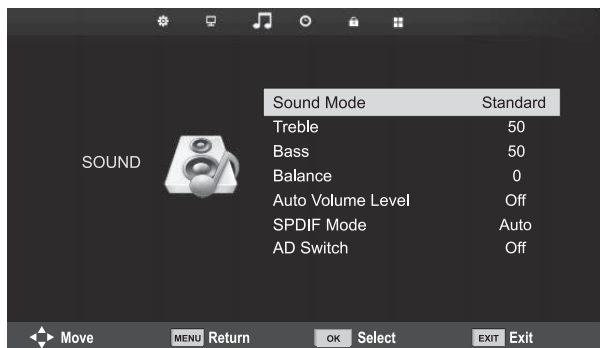 Sound Mode Standard
Treble 50
Bass 50
SOUND
Balance 0
Auto Volume Level Off
SPDIF Mode Auto
AD Switch Off
Move MENU Return OK Select EXIT Exit